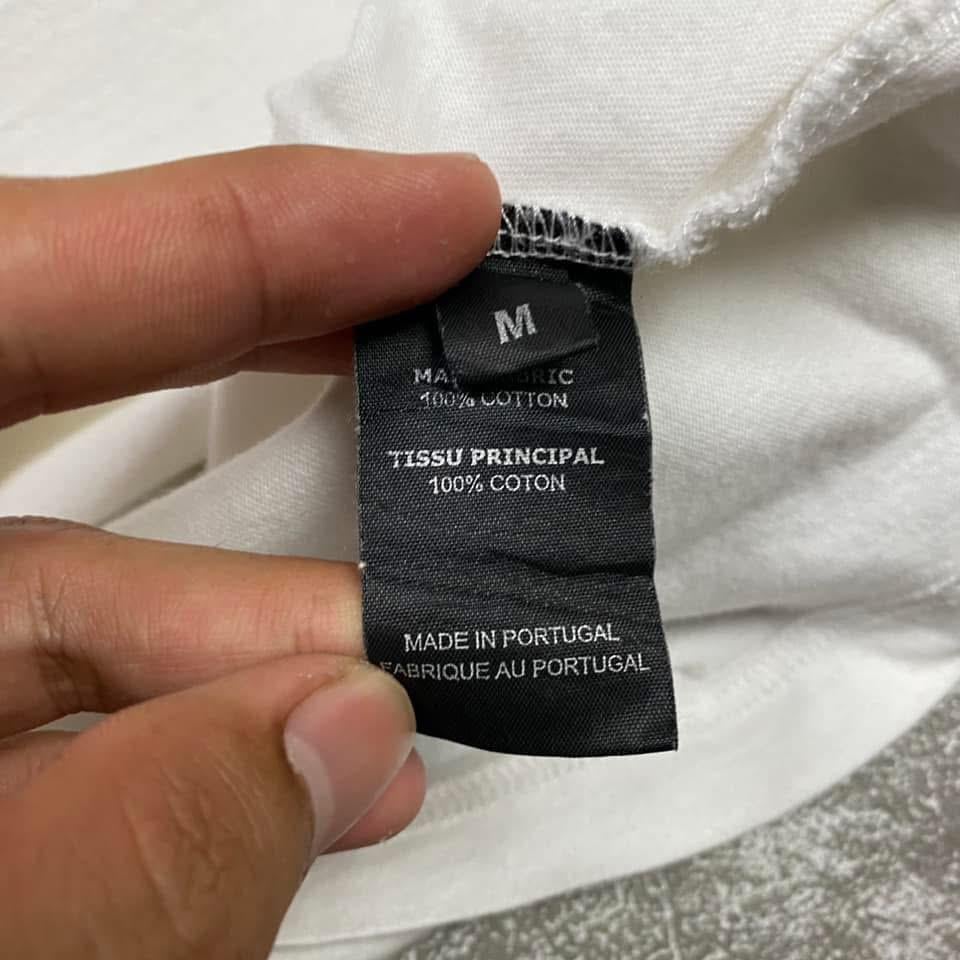 M
100% COTTON
TISSU PRINCIPAL
100% COTON
MADE IN PORTUGAL
FABRIQUE AU PORTUGAL